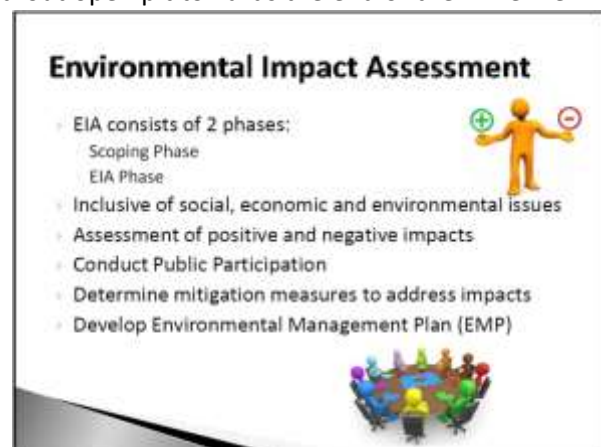 Environmental Impact Assessment
EIA consists of 2 phases:
Scoping Phase
EIA Phase
Inclusive of social, economic and environmental issues
Assessment of positive and negative impacts
Conduct Public Participation
Determine mitigation measures to address impacts
Develop Environmental Management Plan (EMP)